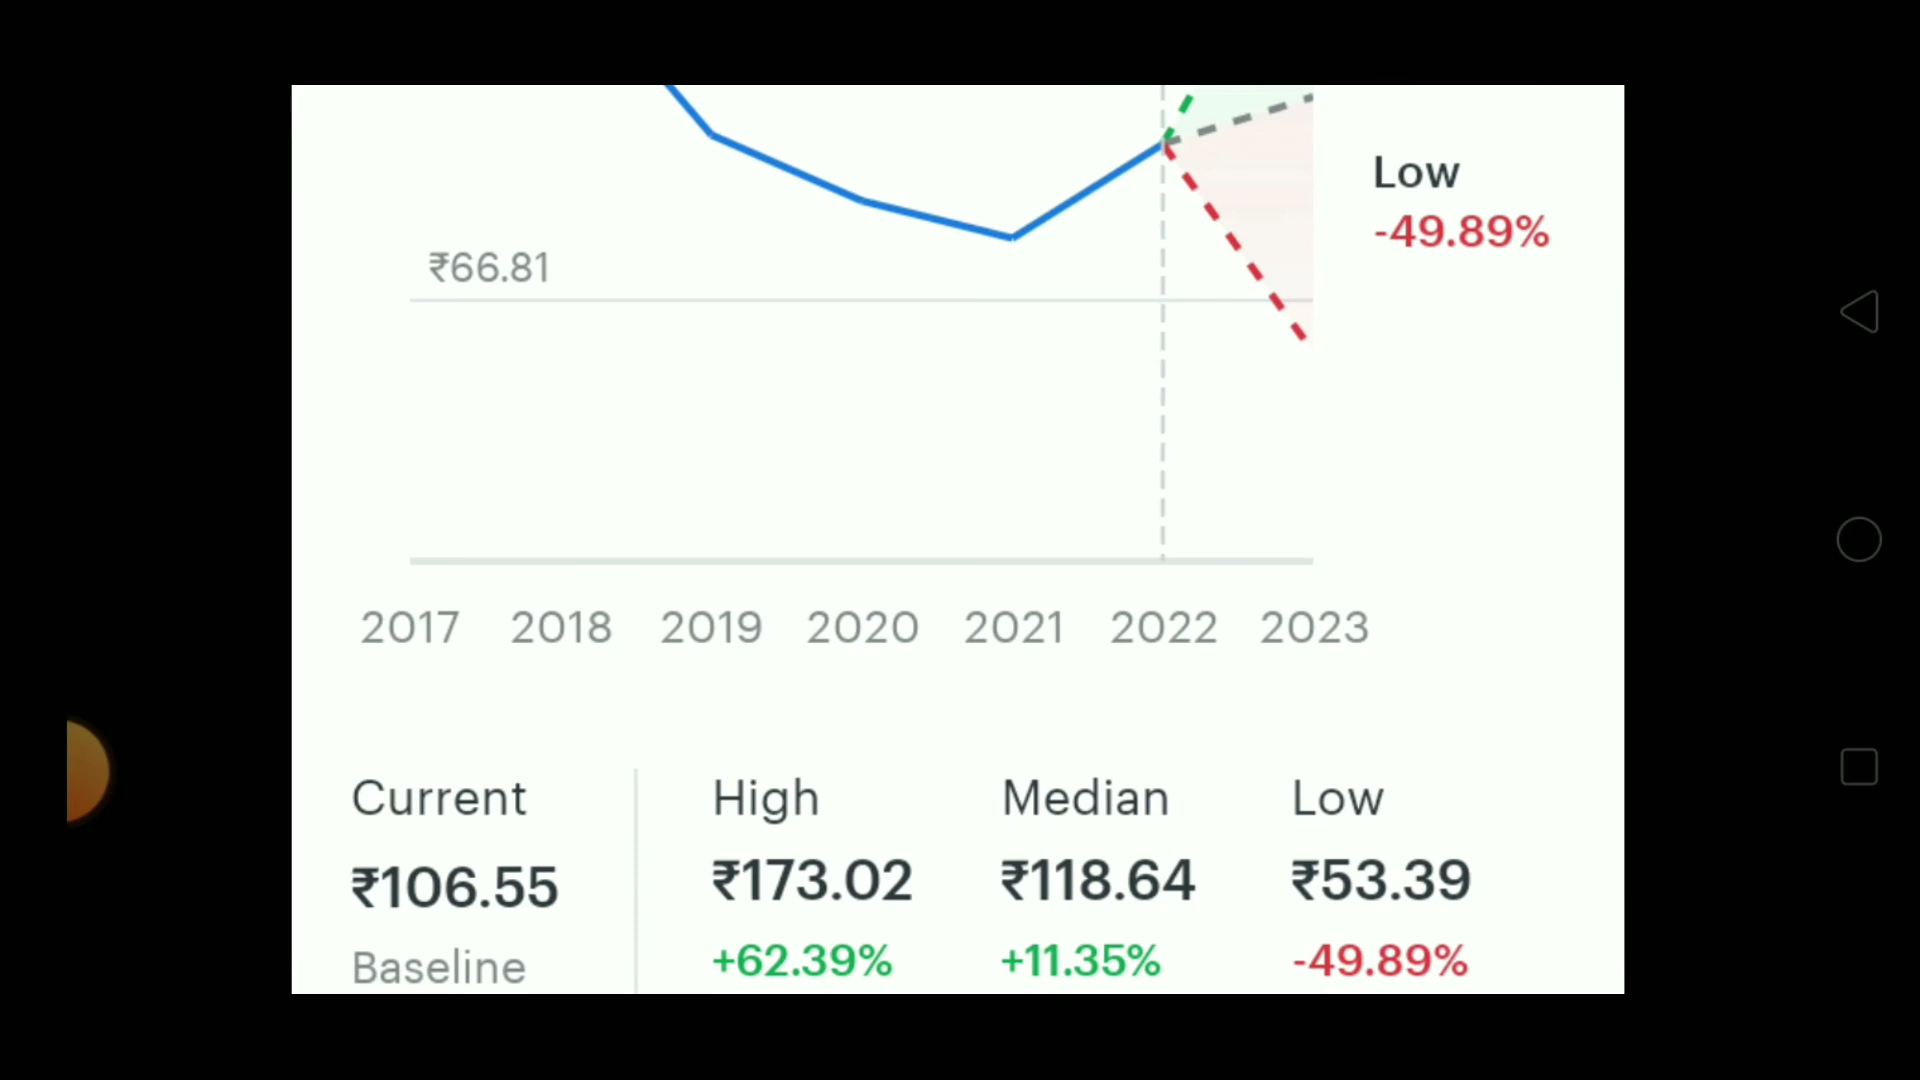 Low
-49.89%
₹66.81
2017 2018 2019 2020 2021 2022 2023
Current High Median Low
₹106.55 ₹173.02 ₹118.64 ₹53.39
Baseline +62.39% +11.35% -49.89%